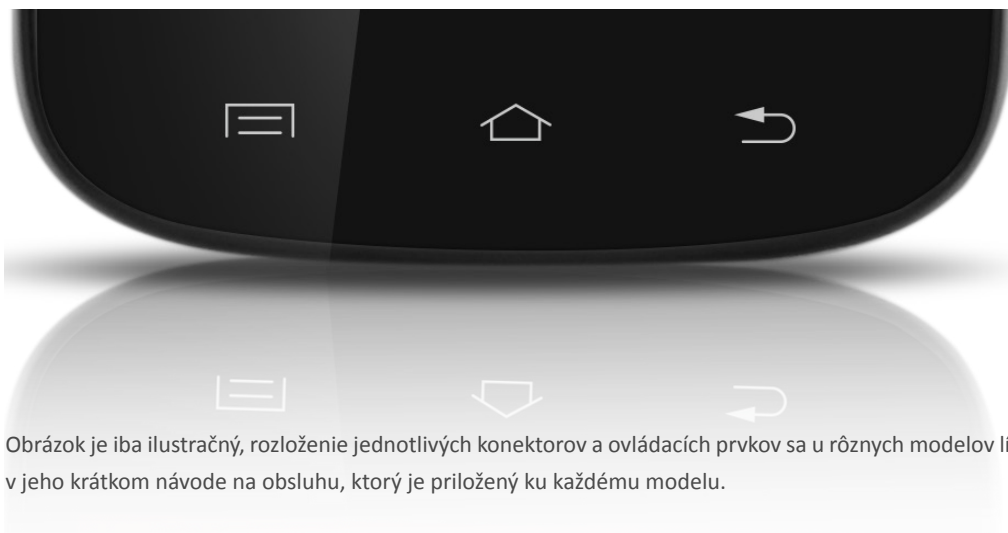 Obrázok je iba ilustračný, rozloženie jednotlivých konektorov a ovládacích prvkov sa u rôznych modelov
v jeho krátkom návode na obsluhu, ktorý je priložený ku každému modelu.